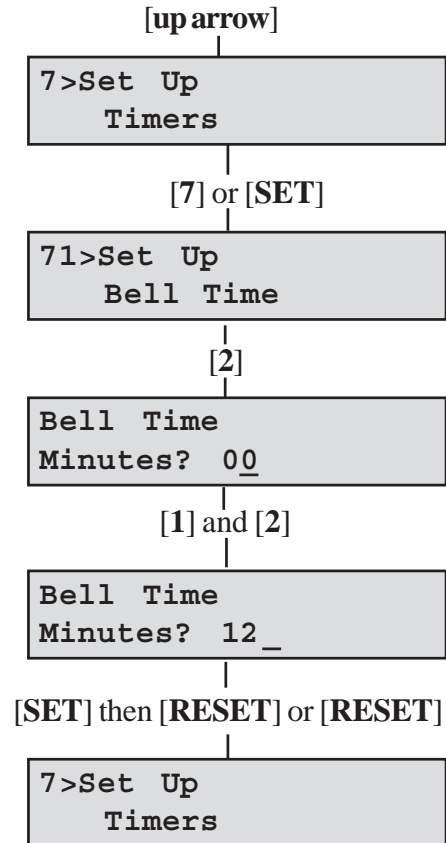 [up arrow]
7>Set Up
Timers
[7] or [SET]
71>Set Up
Bell Time
[2]
Bell Time
Minutes? 00
[1] and [2]
Bell Time
Minutes? 12_
[SET] then [RESET] or [RESET]
7>Set Up
Timers